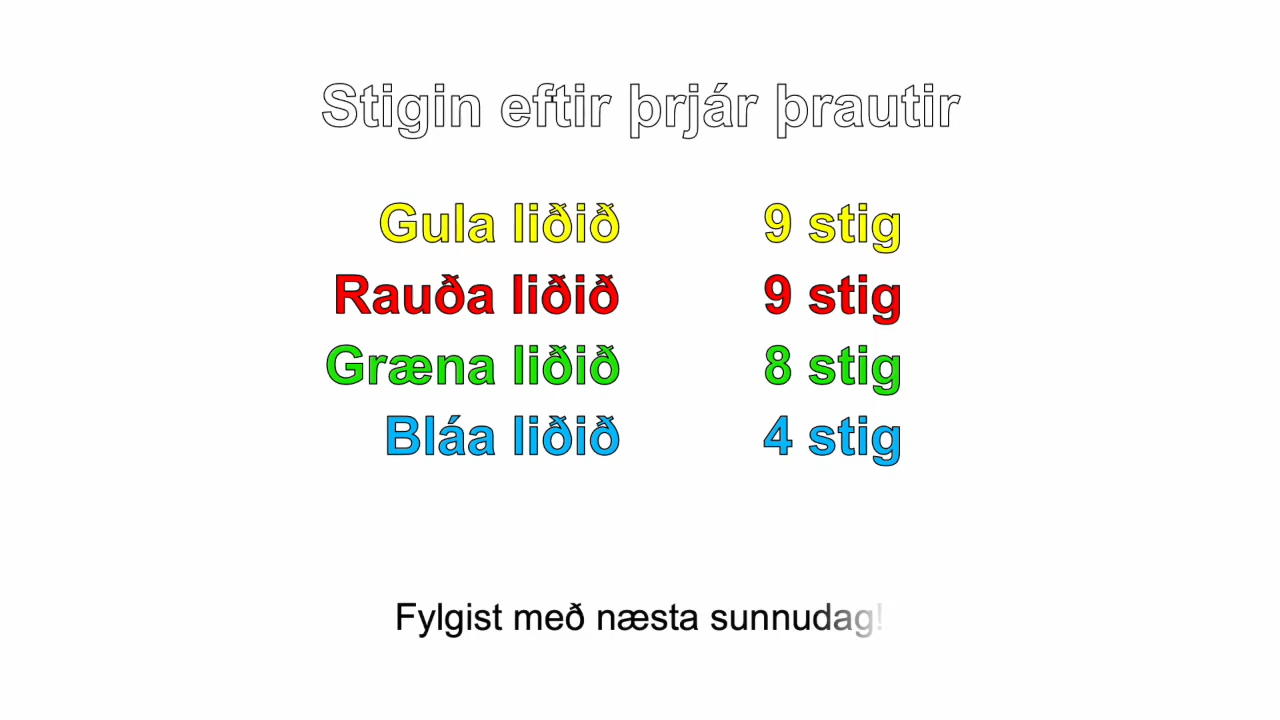 Stigin eftir þrjár þrautir
Gula liðið 9 stig
Rauða liðið 9 stig
Græna liðið 8 stig
Bláa liðið 4 stig
Fylgist með næsta sunnudag!